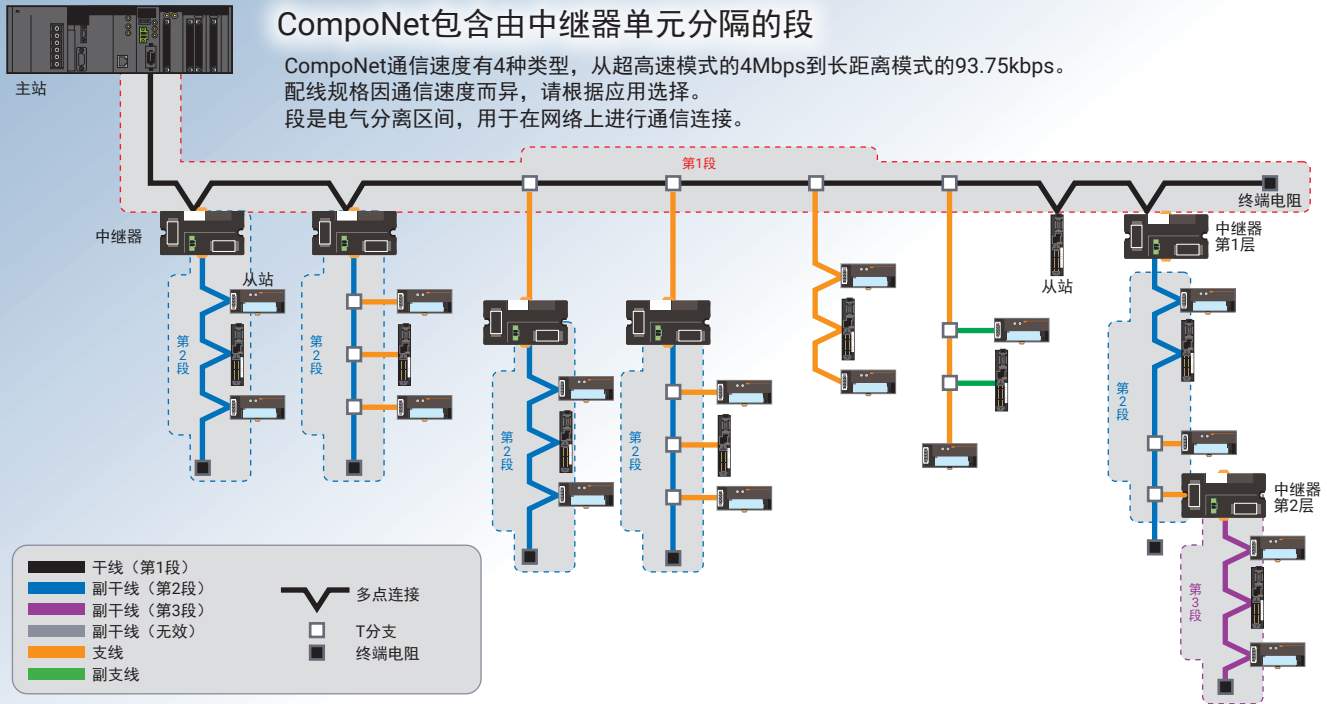 CompoNet包含由中继器单元分隔的段
CompoNet通信速度有4种类型，从超高速模式的4Mbps到长距离模式的93.75kbps。
配线规格因通信速度而异，请根据应用选择。
段是电气分离区间，用于在网络上进行通信连接。
主站
第1段
终端电阻
中继器
从站
第2段
第2段
第2段
第2段
从站
中继器
第1层
第2段
中继器
第2层
第3段
干线（第1段）
副干线（第2段）
副干线（第3段）
副干线（无效）
支线
副支线
多点连接
T分支
终端电阻